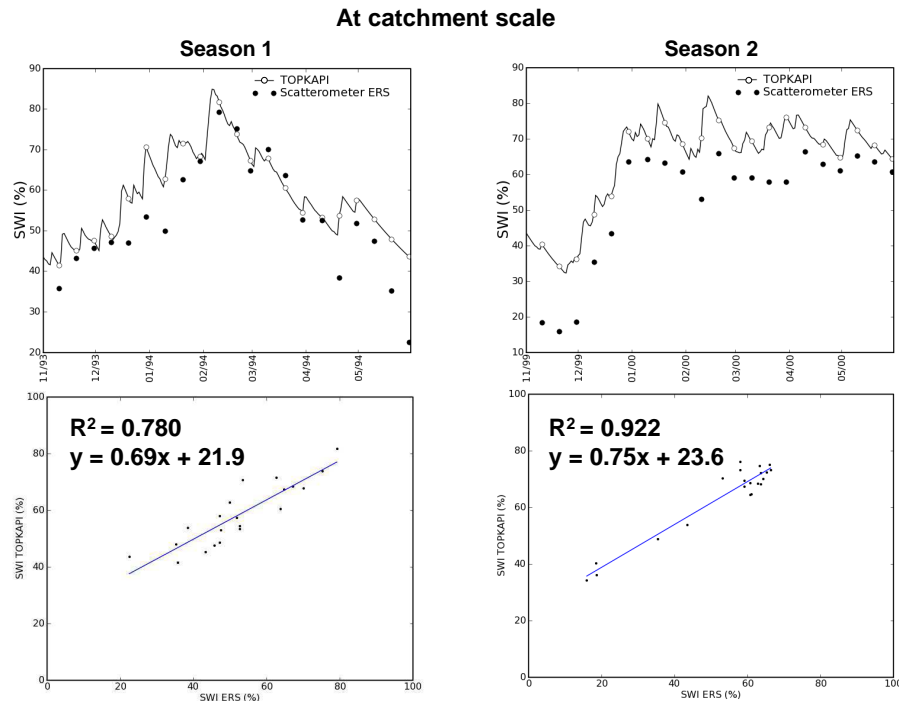 At catchment scale
Season 1
Season 2
90
80
70
60
50
40
30
20
SWI (%)
TOPKAPI
Scatterometer ERS
11/93
12/93
01/94
02/94
03/94
04/94
05/94
90
80
70
60
50
40
30
20
10
SWI (%)
TOPKAPI
Scatterometer ERS
11/99
12/99
01/00
02/00
03/00
04/00
05/00
R² = 0.780
y = 0.69x + 21.9
100
80
60
40
20
0
SWI TOPKAPI (%)
0 20 40 60 80 100
SWI ERS (%)
R² = 0.922
y = 0.75x + 23.6
100
80
60
40
20
0
SWI TOPKAPI (%)
0 20 40 60 80 100
SWI ERS (%)